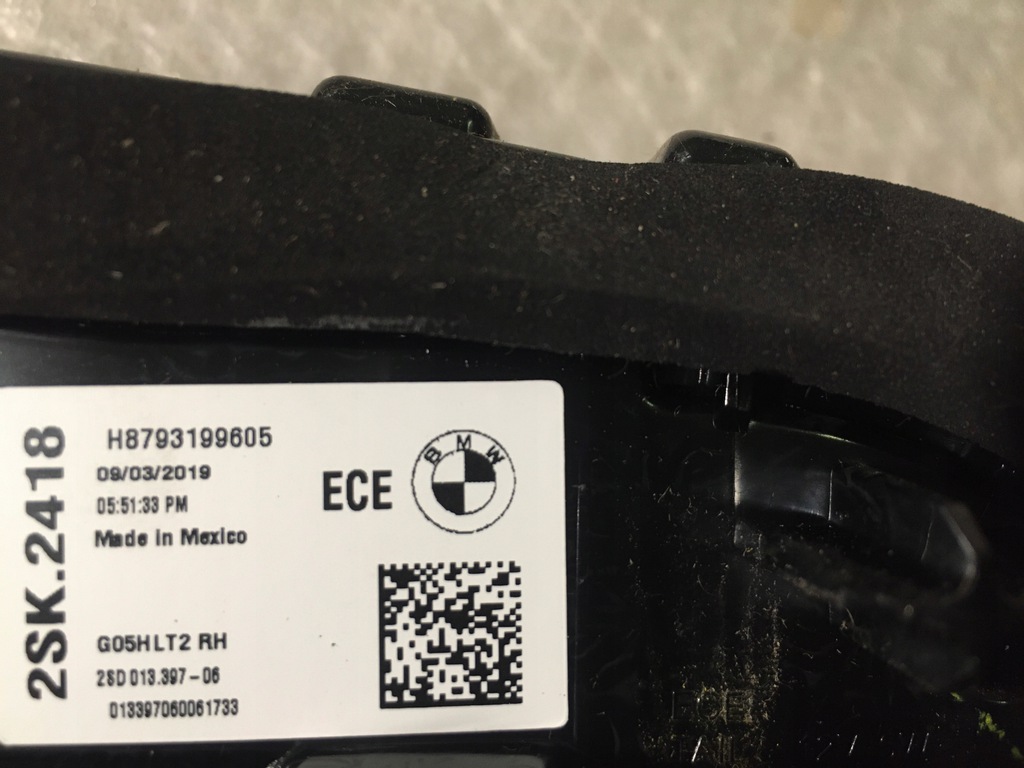 2SK.2418
H8793199605
09/03/2019
05:51:33 PM
Made in Mexico
ECE
BMW
G05HLT2 RH
2SD 013.397-06
013397060061733